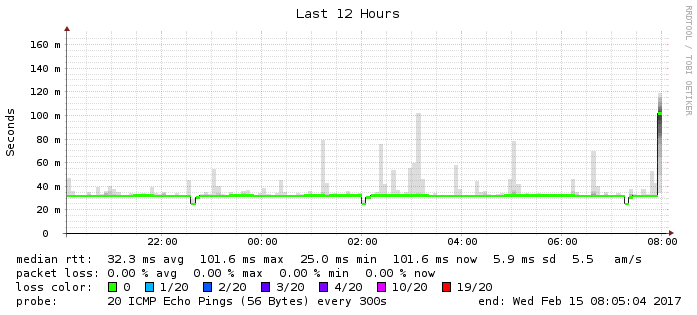 Last 12 Hours
RRDTOOL / TOBI OETIKER
Seconds
160 m
140 m
120 m
100 m
80 m
60 m
40 m
20 m
0
22:00 00:00 02:00 04:00 06:00 08:00
median rtt: 32.3 ms avg 101.6 ms max 25.0 ms min 101.6 ms now 5.9 ms sd 5.5 am/s
packet loss: 0.00 % avg 0.00 % max 0.00 % min 0.00 % now
loss color: 0 1/20 2/20 3/20 4/20 10/20 19/20
probe: 20 ICMP Echo Pings (56 Bytes) every 300s end: Wed Feb 15 08:05:04 2017